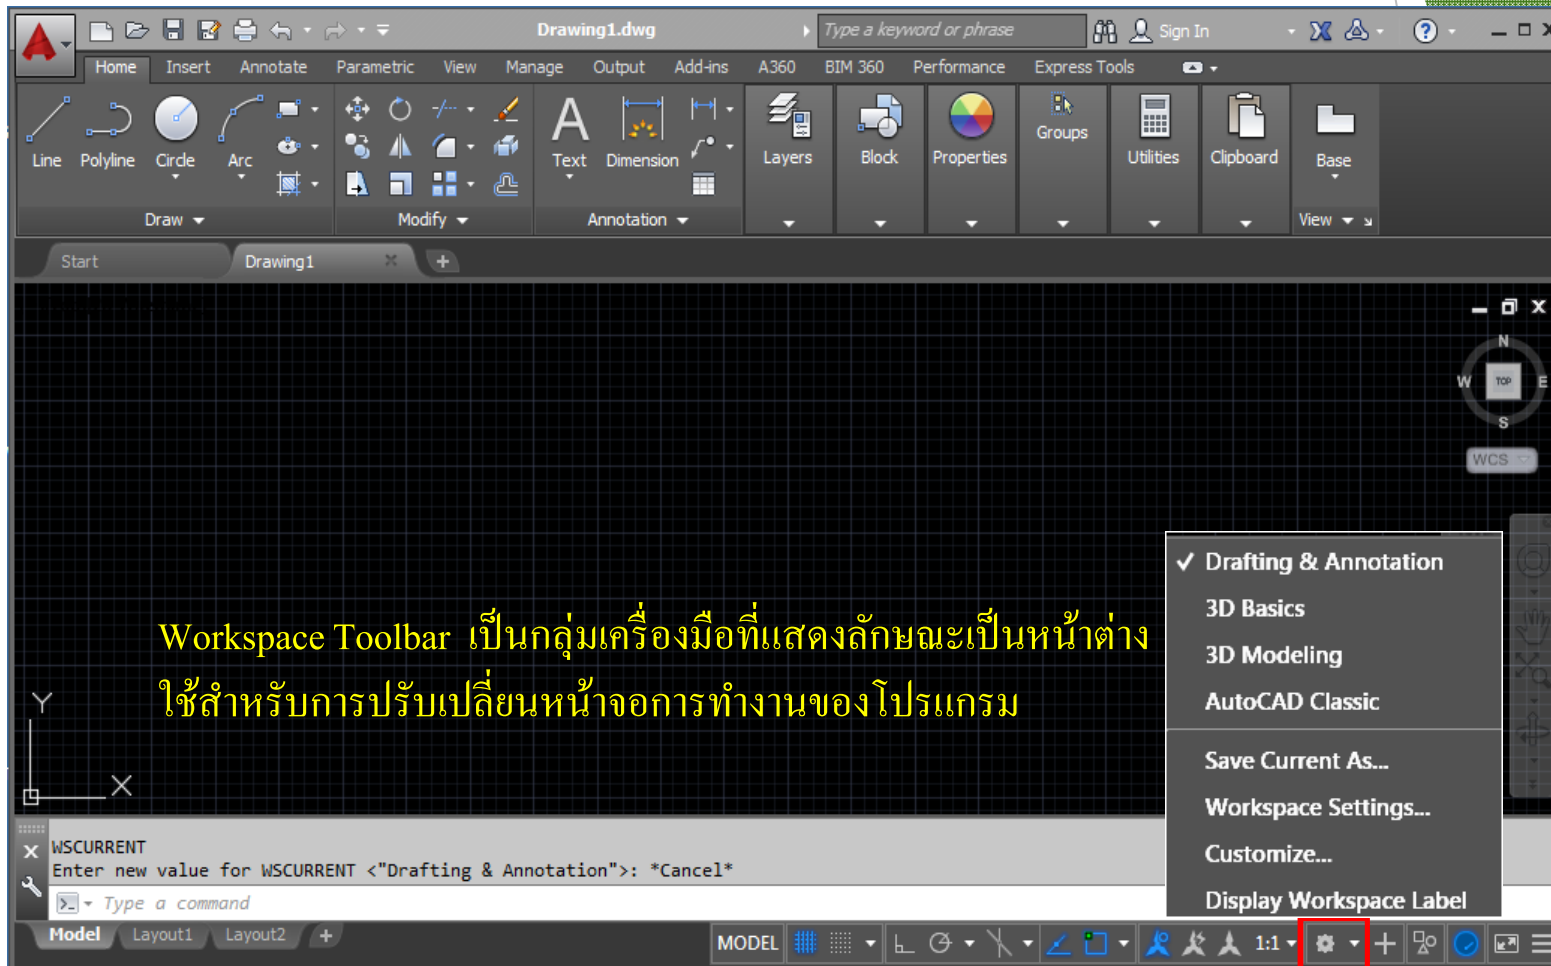 Drawing1.dwg
Type a keyword or phrase
Sign In
Home Insert Annotate Parametric View Manage Output Add-ins A360 BIM 360 Performance Express Tools
Line Polyline Circle Arc
Text Dimension
Layers Block Properties Groups Utilities Clipboard Base
Draw Modify Annotation View
Start Drawing1
N
W TOP E
S
WCS
Drafting & Annotation
3D Basics
3D Modeling
AutoCAD Classic
Save Current As...
Workspace Settings...
Customize...
Display Workspace Label
Workspace Toolbar เป็นกลุ่มเครื่องมือที่แสดงลักษณะเป็นหน้าต่าง
ใช้สำหรับการปรับเปลี่ยนหน้าจอการทำงานของโปรแกรม
Y
X
WSCURRENT
Enter new value for WSCURRENT <"Drafting & Annotation">: *Cancel*
Type a command
Model Layout1 Layout2
MODEL 1:1